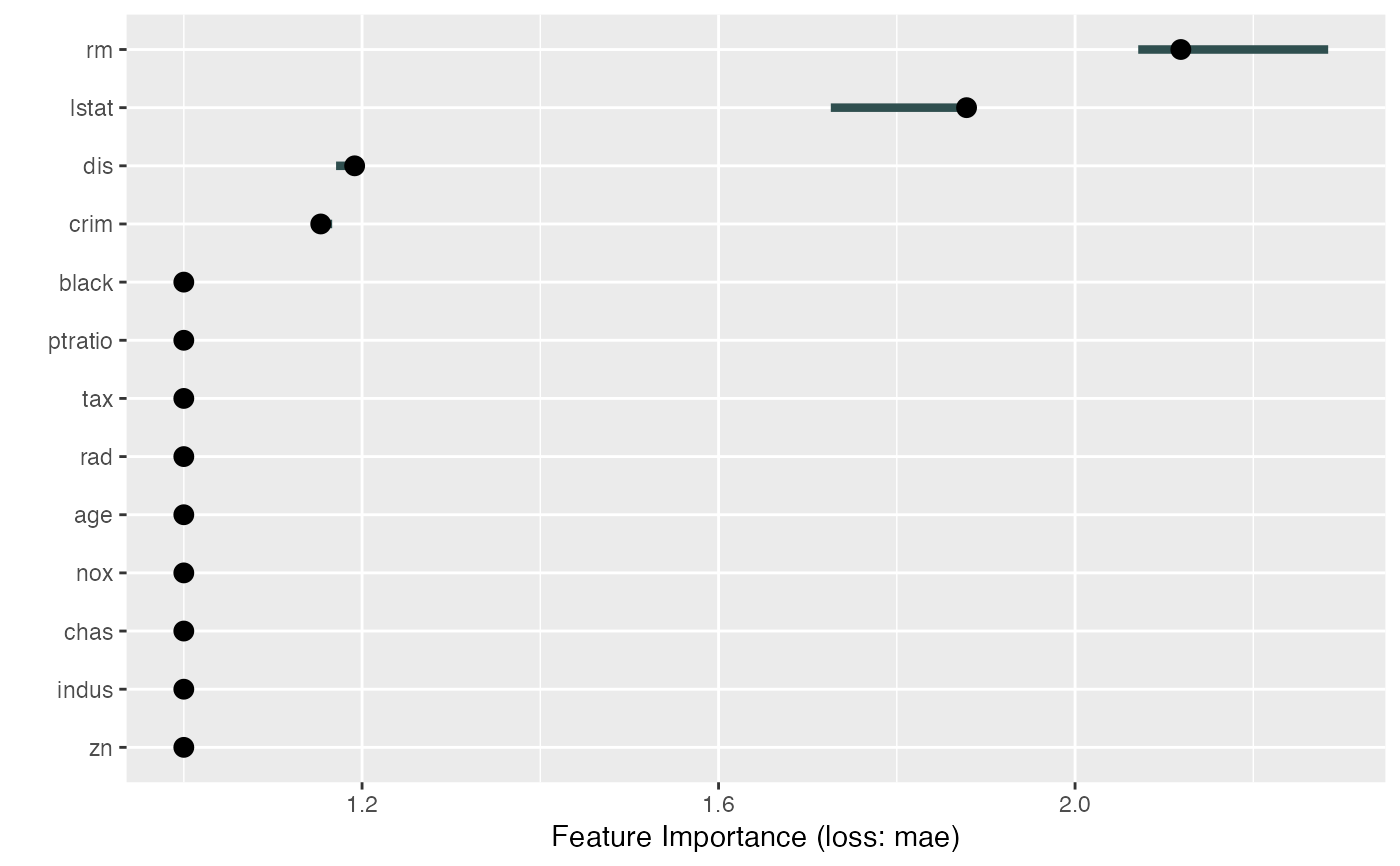 rm
lstat
dis
crim
black
ptratio
tax
rad
age
nox
chas
indus
zn
1.2 1.6 2.0
Feature Importance (loss: mae)